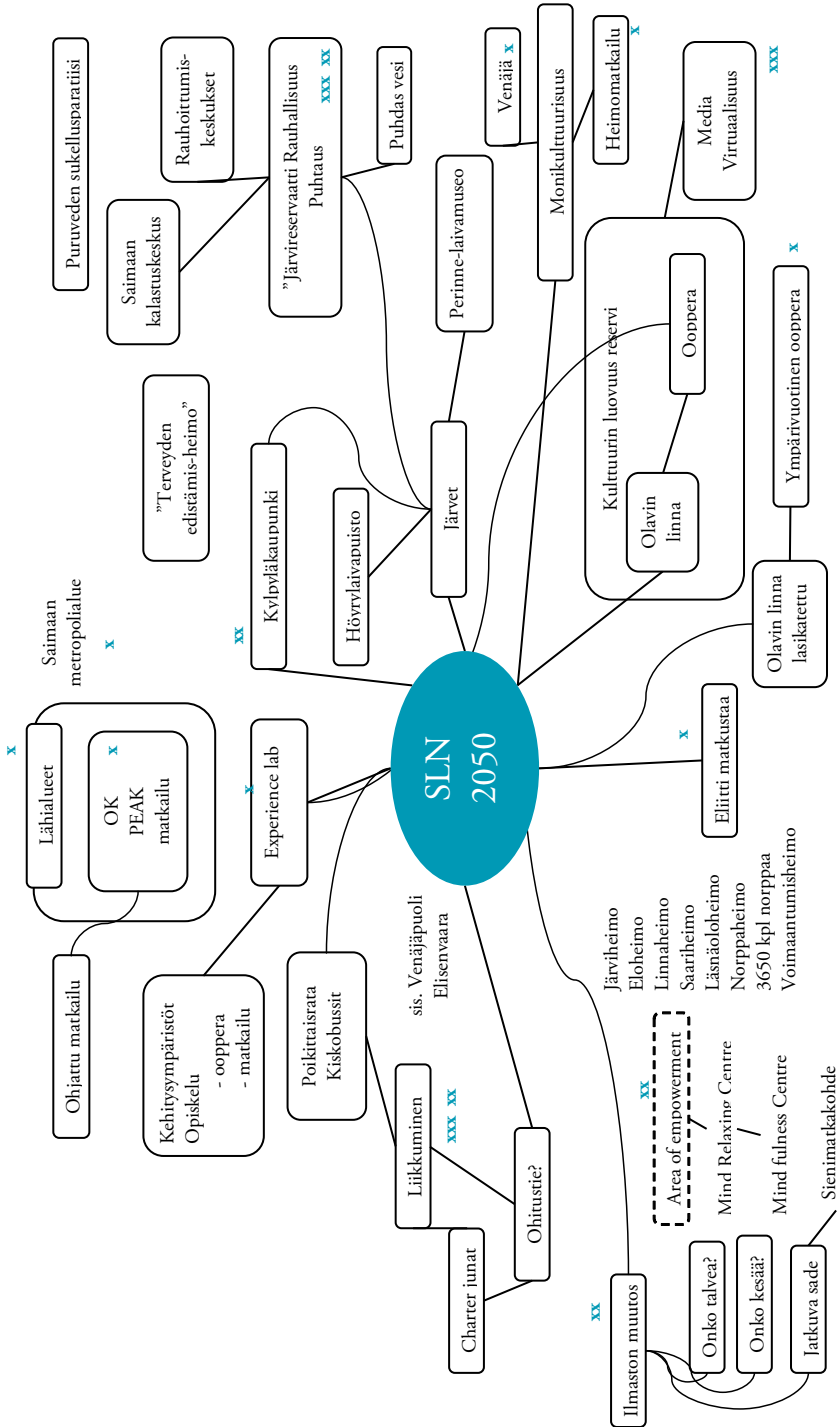 Ohjattu matkailu
Lähialueet
x
OK
PEAK
matkailu
x
Saimaan
metropolialue
x
Puruveden sukellusparatiisi
Saimaan
kalastuskeskus
Rauhoittumis-
keskukset
"Terveyden
edistämis-heimo"
Kehitysympäristöt
Opiskelu
- ooppera
- matkailu
Experience lab
x
xx
Kylpyläkaupunki
"Järvireservaatti Rauhallisuus
Puhtaus
xxx xx
Poikittaisrata
Kiskobussit
Höyrylaivapuisto
Puhdas vesi
Liikkuminen
xxx xx
sis. Venäjäpuoli
Elisenvaara
Järvet
Perinne-laivamuseo
Charter junat
SLN
2050
Venäjä x
Ohitustie?
Monikulttuurisuus
Heimomatkailu
x
xx
Ilmaston muutos
Järviheimo
Eloheimo
Linnaheimo
Saariheimo
Läsnäoloheimo
Norppaheimo
3650 kpl norppaa
Voimaantumisheimo
Kulttuurin luovuus reservi
Olavin
linna
Ooppera
Media
Virtuaalisuus
xxx
xx
Area of empowerment
Mind Relaxing Centre
Mind fulness Centre
x
Eliitti matkustaa
Onko talvea?
Onko kesää?
Jatkuva sade
Sienimatkakohde
Olavin linna
lasikatettu
Ympärivuotinen ooppera
x